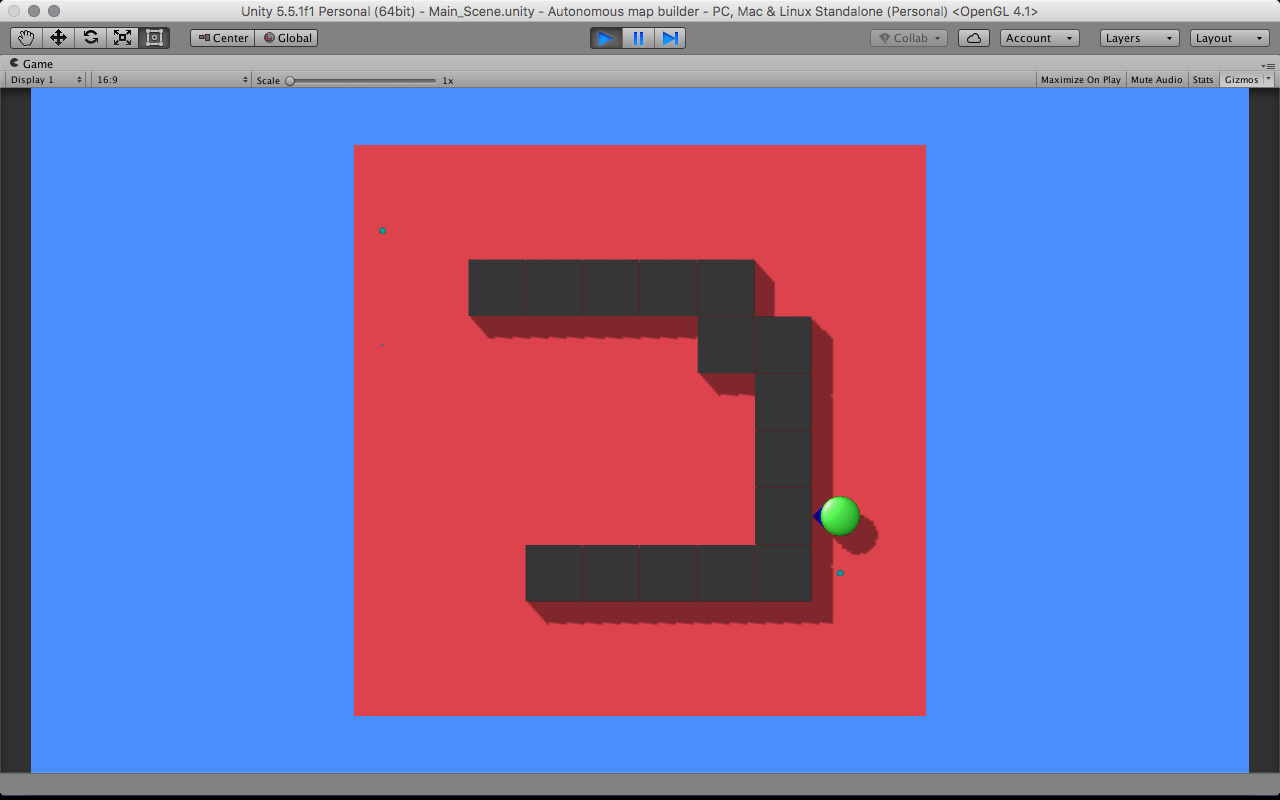 Unity 5.5.1f1 Personal (64bit) - Main_Scene.unity - Autonomous map builder - PC, Mac & Linux Standalone (Personal) <OpenGL 4.1>
Center Global Collab Account Layers Layout
Game
Display 1 16:9 Scale 1x Maximize On Play Mute Audio Stats Gizmos